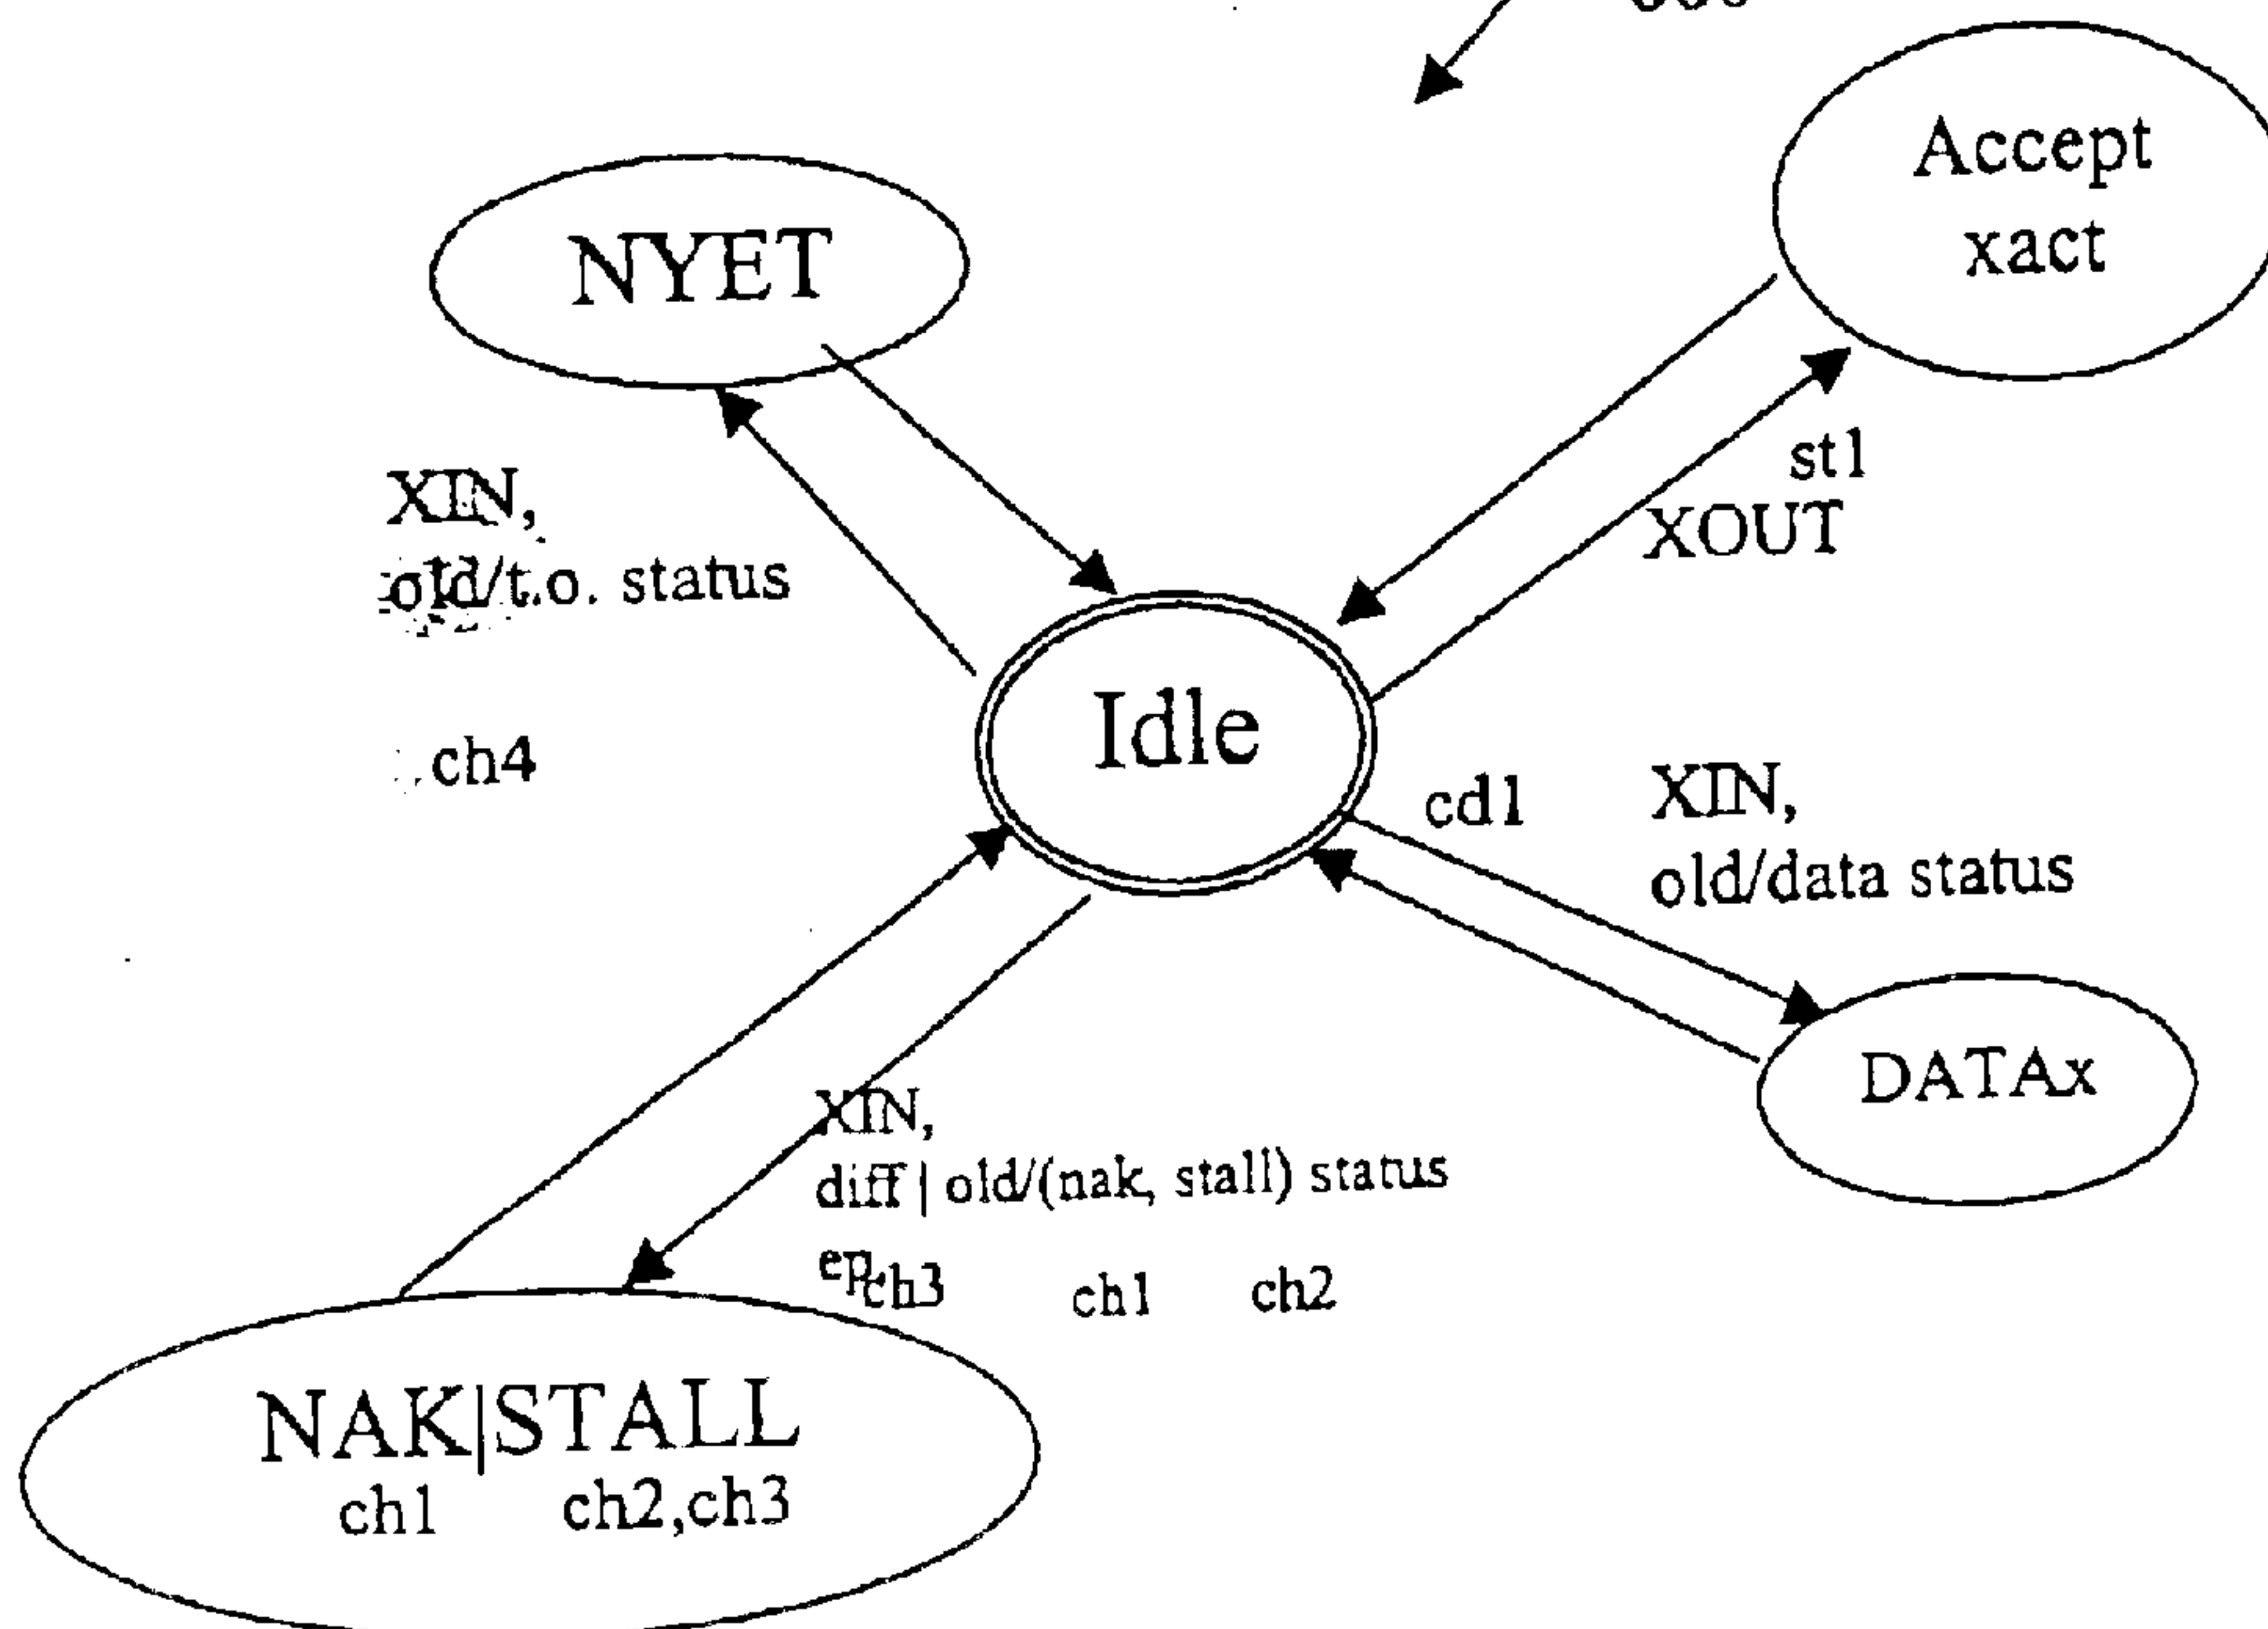 Accept
xact
NYET
st1
XOUT
XIN,
old/t.o. status
Idle
ch4
cd1
XIN,
old/data status
DATAx
XIN,
diff | old/(nak, stall) status
ep
ch3 ch1 ch2
NAK|STALL
ch1 ch2,ch3